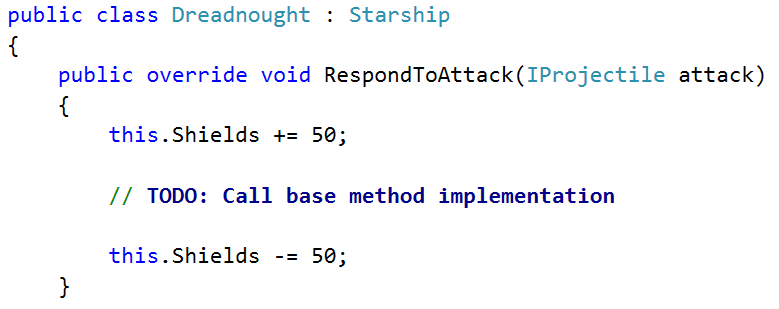 public class Dreadnought : Starship
{
    public override void RespondToAttack(IProjectile attack)
    {
        this.Shields += 50;

        // TODO: Call base method implementation

        this.Shields -= 50;
    }